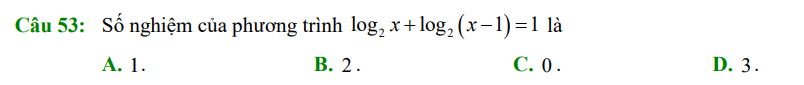 Câu 53: Số nghiệm của phương trình log₂ x + log₂ (x − 1) = 1 là
A. 1. B. 2. C. 0. D. 3.